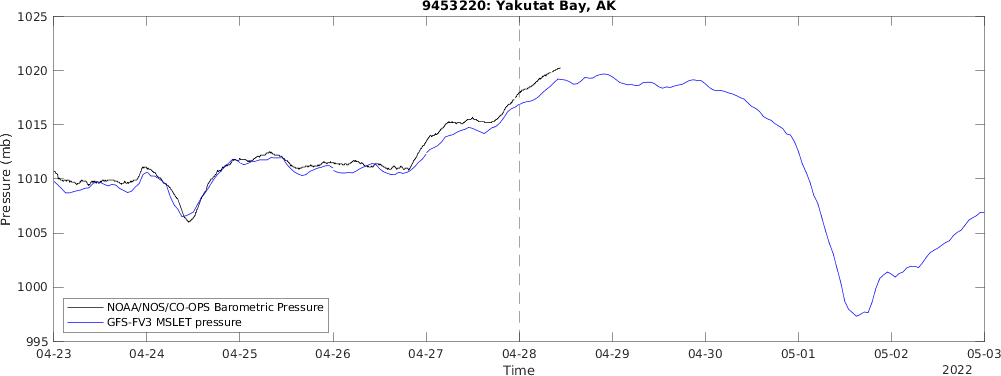 9453220: Yakutat Bay, AK
Pressure (mb)
1025
1020
1015
1010
1005
1000
995
NOAA/NOS/CO-OPS Barometric Pressure
GFS-FV3 MSLET pressure
04-23 04-24 04-25 04-26 04-27 04-28 04-29 04-30 05-01 05-02 05-03
Time
2022